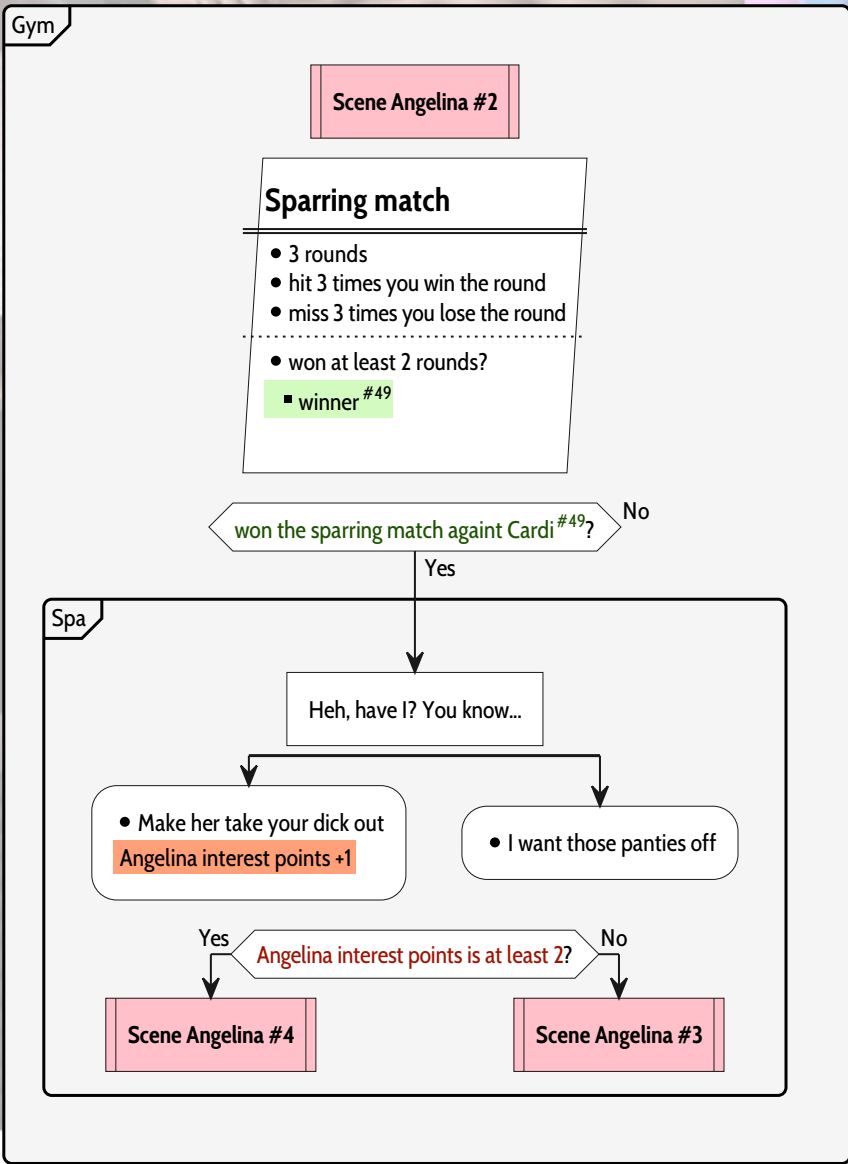 Gym
Scene Angelina #2
Sparring match
• 3 rounds
• hit 3 times you win the round
• miss 3 times you lose the round
• won at least 2 rounds?
▪ winner #49
won the sparring match againt Cardi #49?
No
Yes
Spa
Heh, have I? You know...
• Make her take your dick out
Angelina interest points +1
• I want those panties off
Yes
Angelina interest points is at least 2?
No
Scene Angelina #4
Scene Angelina #3